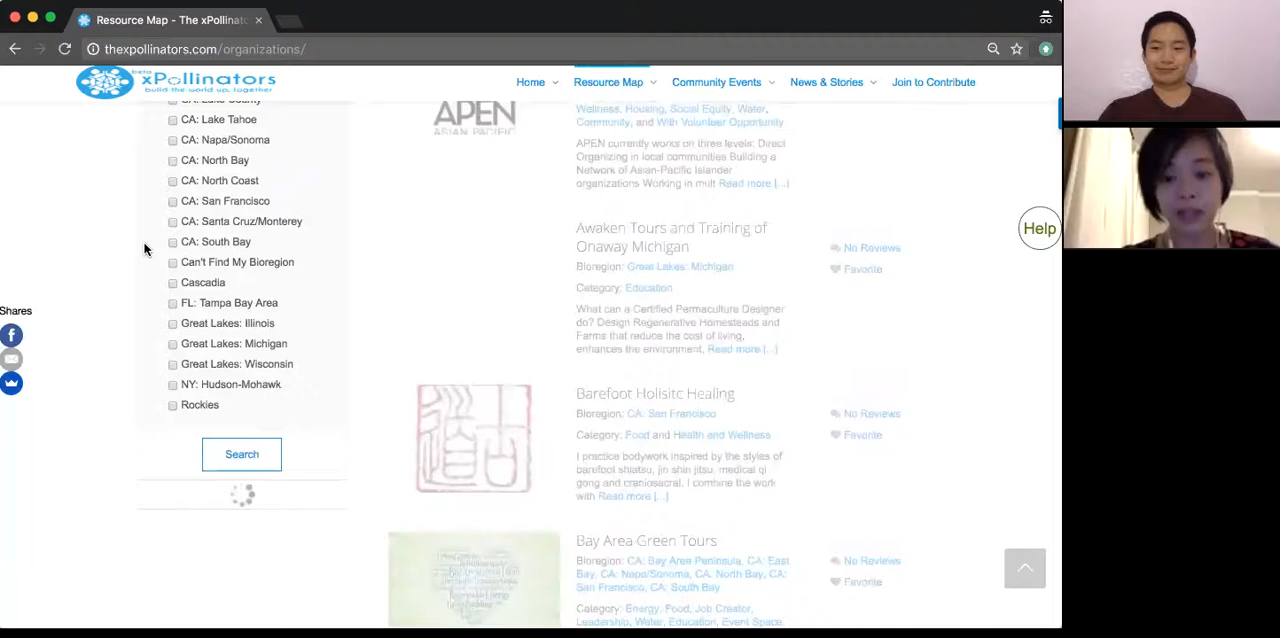 Resource Map - The xPollinato
thexpollinators.com/organizations/
beta
xPollinators
build the world up, together
Home
Resource Map
Community Events
News & Stories
Join to Contribute
CA: Lake County
CA: Lake Tahoe
CA: Napa/Sonoma
CA: North Bay
CA: North Coast
CA: San Francisco
CA: Santa Cruz/Monterey
CA: South Bay
Can't Find My Bioregion
Cascadia
FL: Tampa Bay Area
Great Lakes: Illinois
Great Lakes: Michigan
Great Lakes: Wisconsin
NY: Hudson-Mohawk
Rockies
Search
Shares
APEN
ASIAN PACIFIC
Wellness, Housing, Social Equity, Water,
Community, and With Volunteer Opportunity
APEN currently works on three levels: Direct
Organizing in local communities Building a
Network of Asian-Pacific Islander
organizations Working in mult Read more [...]
Awaken Tours and Training of
Onaway Michigan
Bioregion: Great Lakes: Michigan
Category: Education
What can a Certified Permaculture Designer
do? Design Regenerative Homesteads and
Farms that reduce the cost of living,
enhances the environment, Read more [...]
No Reviews
Favorite
Barefoot Holisitc Healing
Bioregion: CA: San Francisco
Category: Food and Health and Wellness
I practice bodywork inspired by the styles of
barefoot shiatsu, jin shin jitsu, medical qi
gong and craniosacral. I combine the work
with Read more [...]
No Reviews
Favorite
Bay Area Green Tours
Bioregion: CA: Bay Area Peninsula, CA: East
Bay, CA: Napa/Sonoma, CA: North Bay, CA:
San Francisco, CA: South Bay
Category: Energy, Food, Job Creator,
Leadership, Water, Education, Event Space,
No Reviews
Favorite
Help